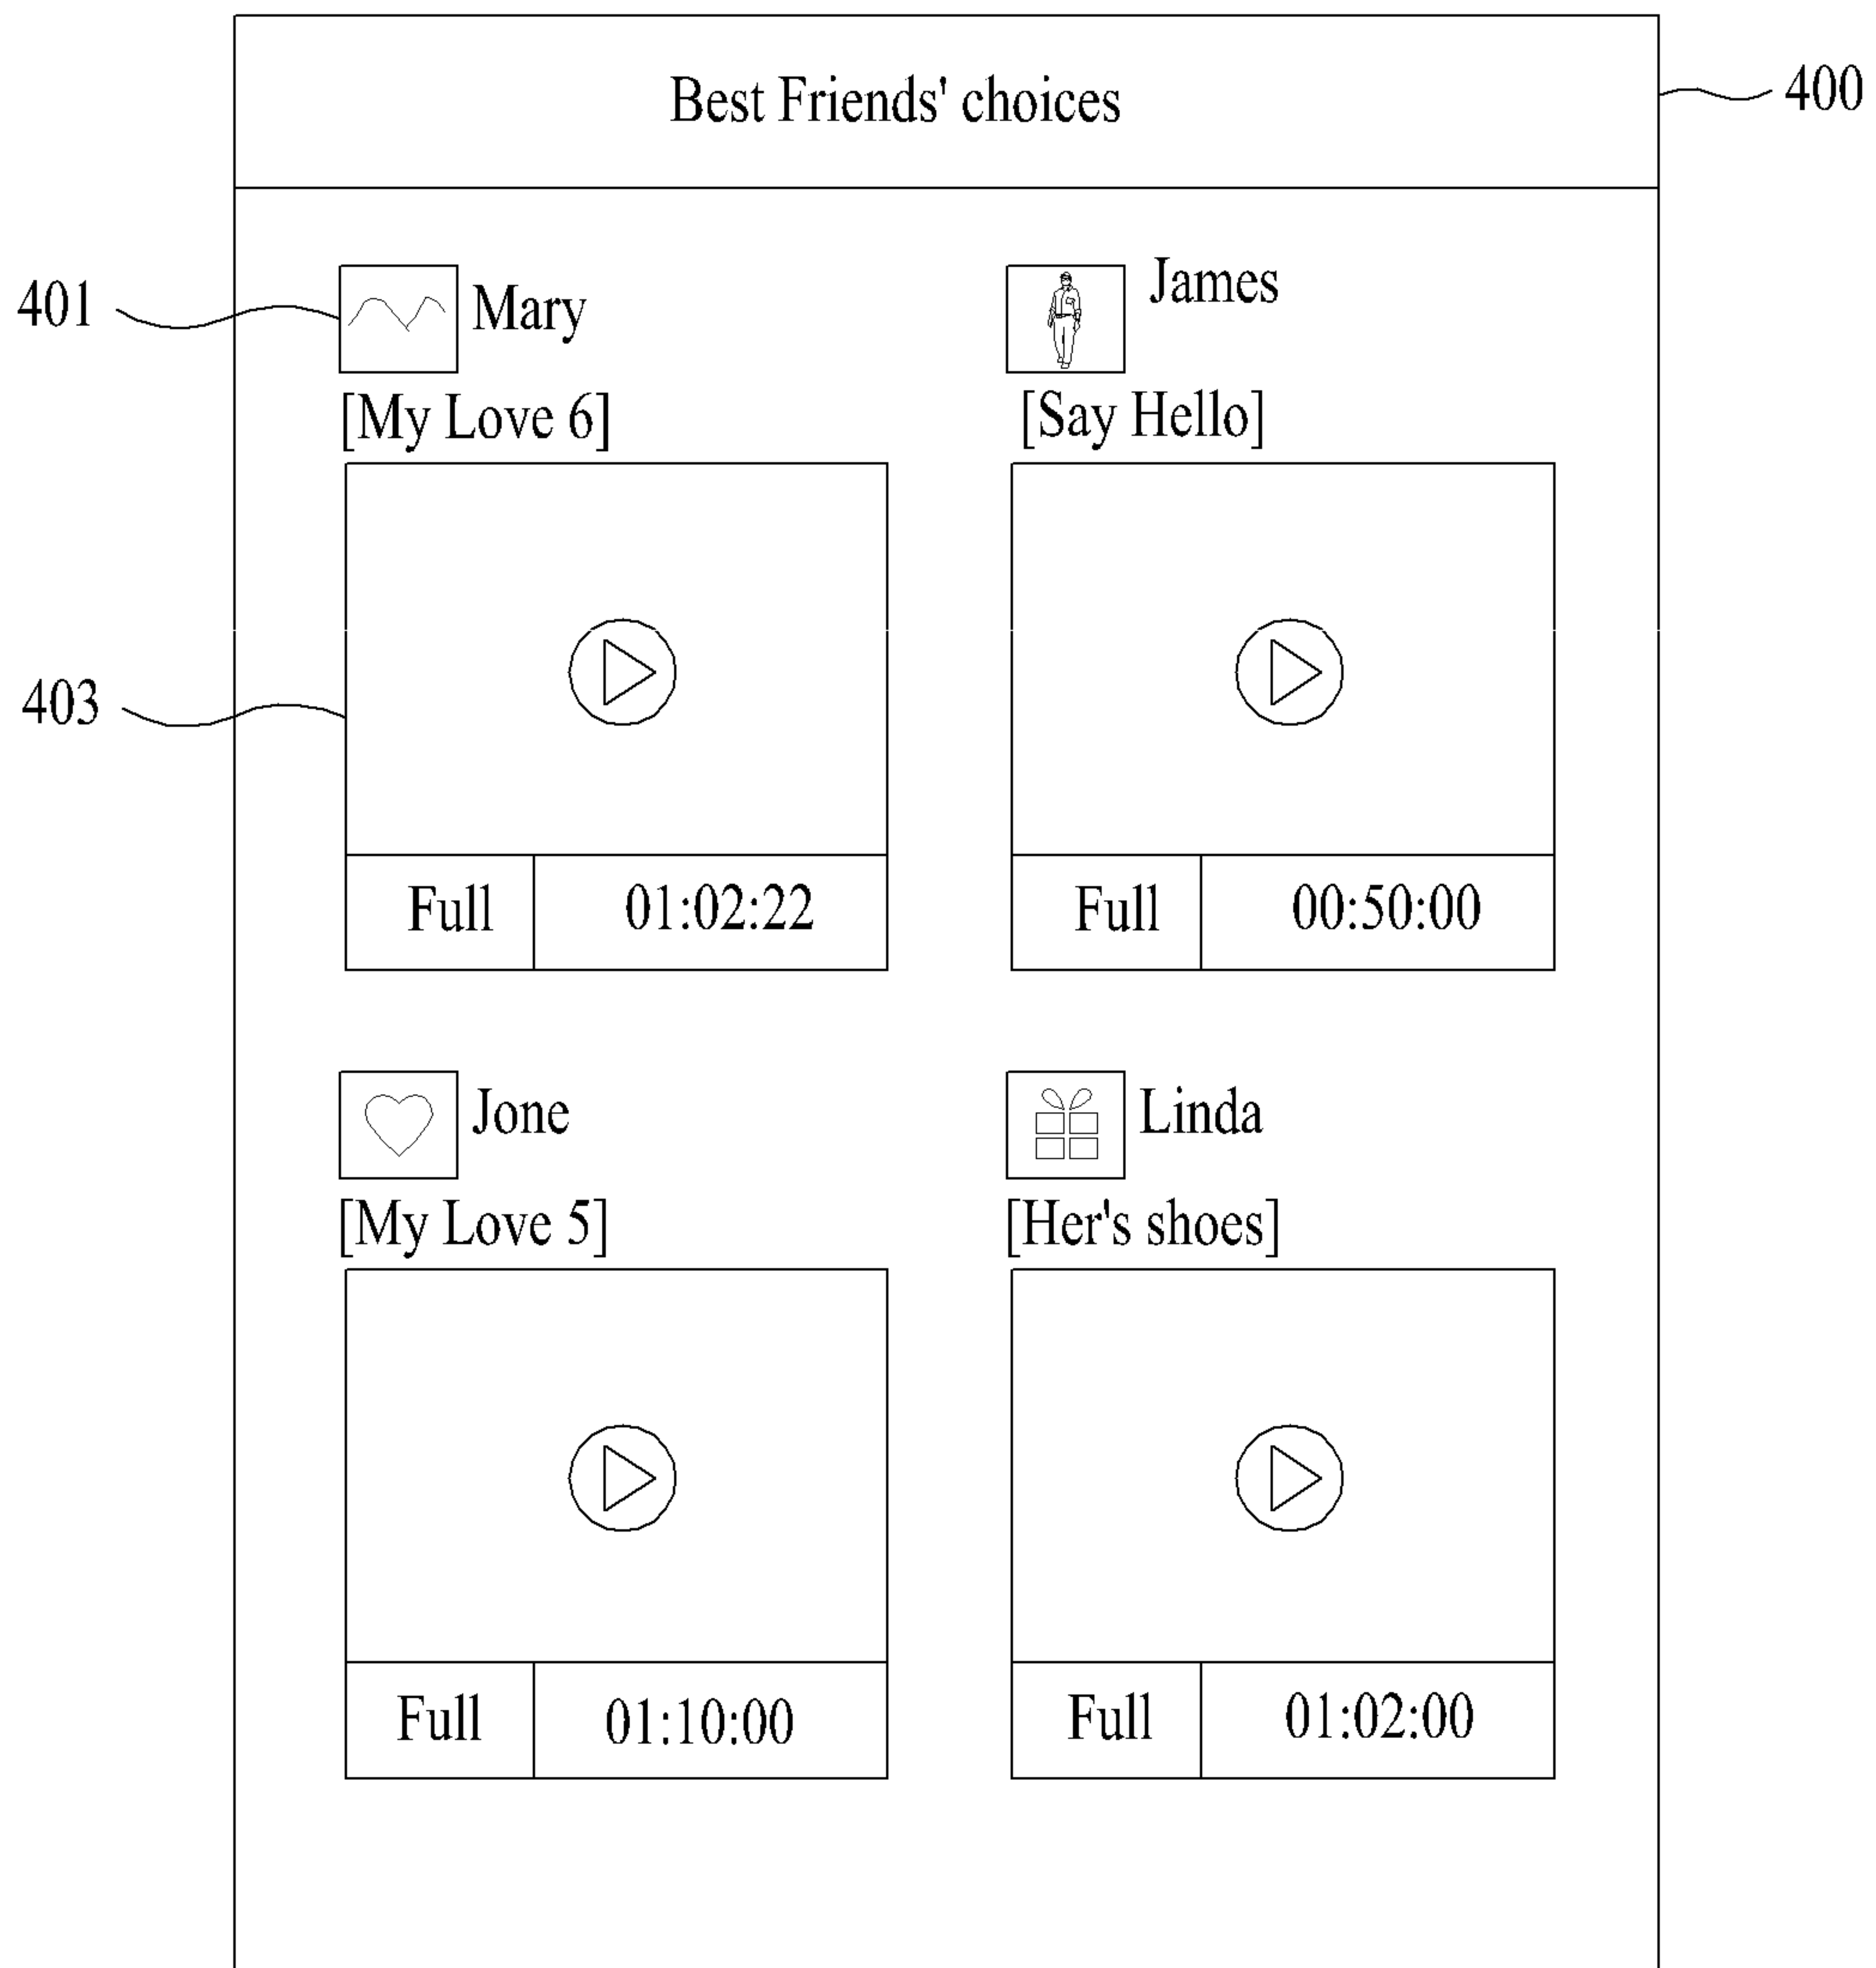 Best Friends' choices
400
401
Mary
James
[My Love 6]
[Say Hello]
403
Full
01:02:22
Full
00:50:00
Jone
Linda
[My Love 5]
[Her's shoes]
Full
01:10:00
Full
01:02:00